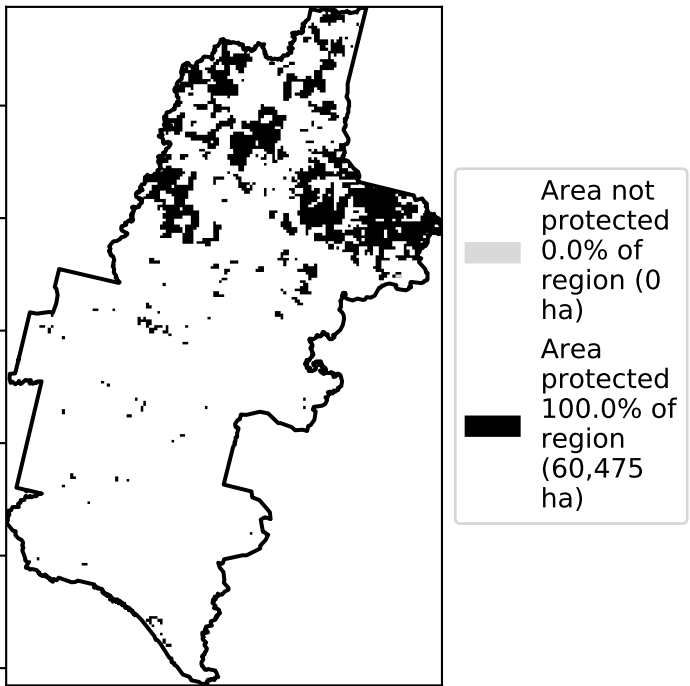 Area not
protected
0.0% of
region (0
ha)
Area
protected
100.0% of
region
(60,475
ha)